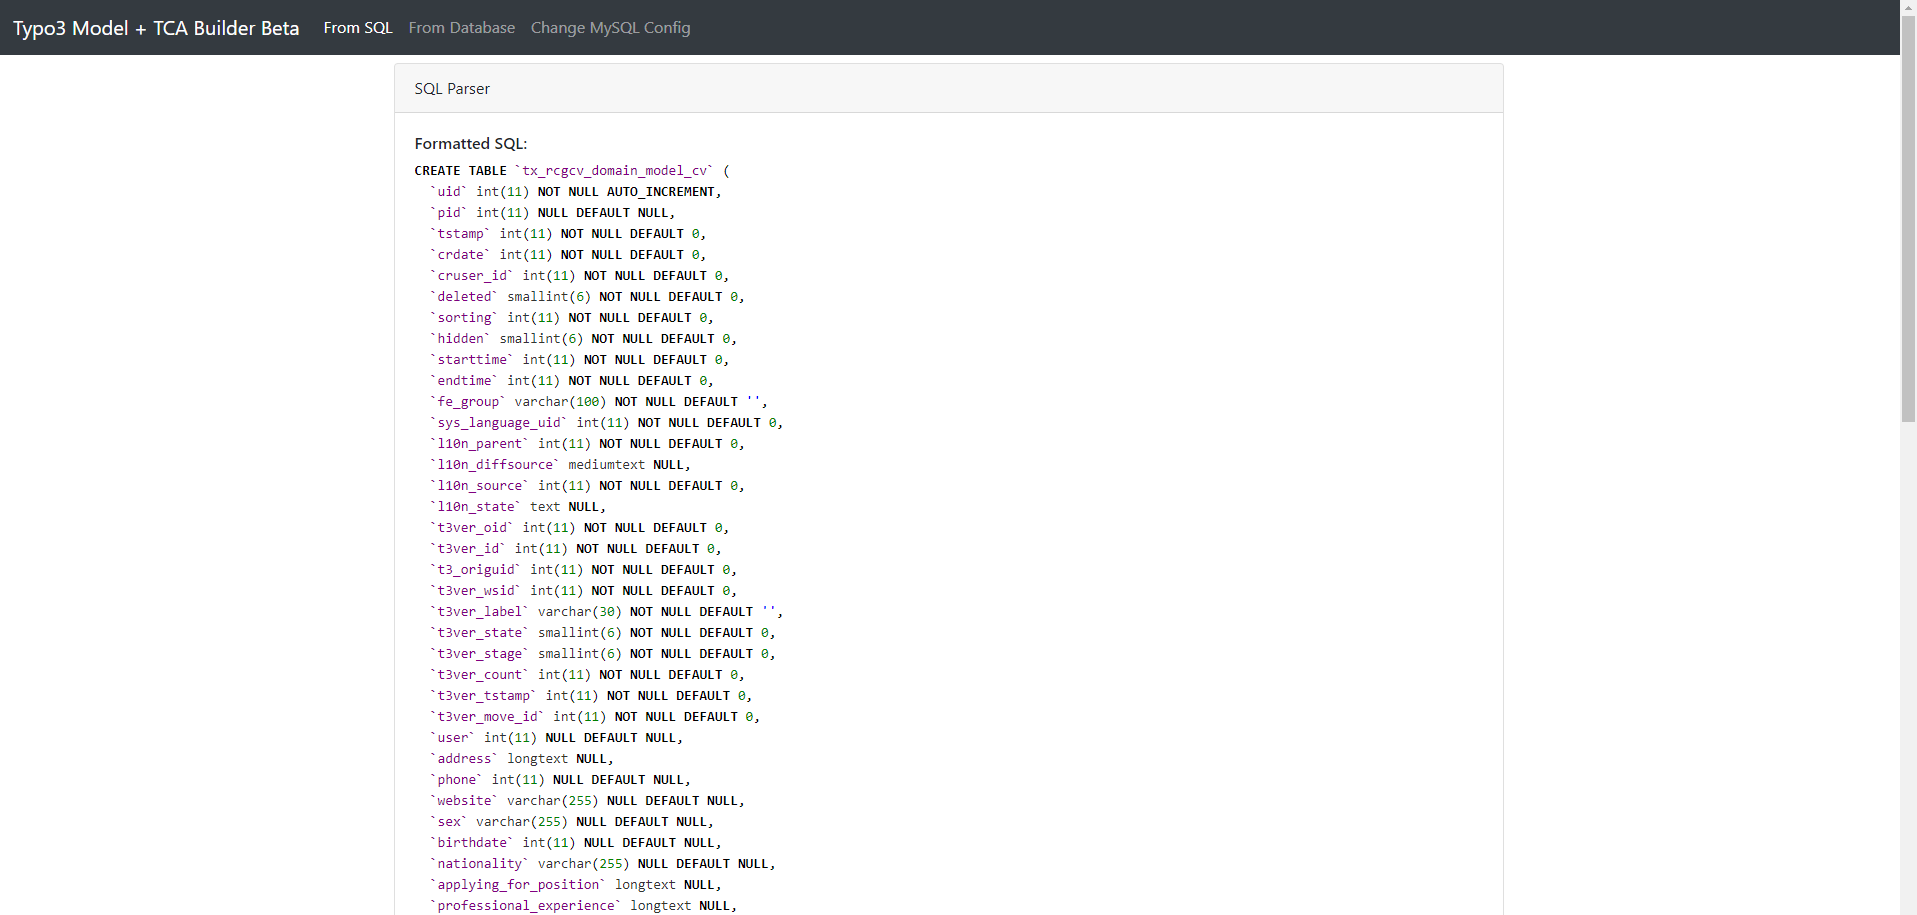 Typo3 Model + TCA Builder Beta From SQL From Database Change MySQL Config
SQL Parser
Formatted SQL:
CREATE TABLE `tx_rcgcv_domain_model_cv` (
`uid` int(11) NOT NULL AUTO_INCREMENT,
`pid` int(11) NULL DEFAULT NULL,
`tstamp` int(11) NOT NULL DEFAULT 0,
`crdate` int(11) NOT NULL DEFAULT 0,
`cruser_id` int(11) NOT NULL DEFAULT 0,
`deleted` smallint(6) NOT NULL DEFAULT 0,
`sorting` int(11) NOT NULL DEFAULT 0,
`hidden` smallint(6) NOT NULL DEFAULT 0,
`starttime` int(11) NOT NULL DEFAULT 0,
`endtime` int(11) NOT NULL DEFAULT 0,
`fe_group` varchar(100) NOT NULL DEFAULT '',
`sys_language_uid` int(11) NOT NULL DEFAULT 0,
`l10n_parent` int(11) NOT NULL DEFAULT 0,
`l10n_diffsource` mediumtext NULL,
`l10n_source` int(11) NOT NULL DEFAULT 0,
`l10n_state` text NULL,
`t3ver_oid` int(11) NOT NULL DEFAULT 0,
`t3ver_id` int(11) NOT NULL DEFAULT 0,
`t3_origuid` int(11) NOT NULL DEFAULT 0,
`t3ver_wsid` int(11) NOT NULL DEFAULT 0,
`t3ver_label` varchar(30) NOT NULL DEFAULT '',
`t3ver_state` smallint(6) NOT NULL DEFAULT 0,
`t3ver_stage` smallint(6) NOT NULL DEFAULT 0,
`t3ver_count` int(11) NOT NULL DEFAULT 0,
`t3ver_tstamp` int(11) NOT NULL DEFAULT 0,
`t3ver_move_id` int(11) NOT NULL DEFAULT 0,
`user` int(11) NULL DEFAULT NULL,
`address` longtext NULL,
`phone` int(11) NULL DEFAULT NULL,
`website` varchar(255) NULL DEFAULT NULL,
`sex` varchar(255) NULL DEFAULT NULL,
`birthdate` int(11) NULL DEFAULT NULL,
`nationality` varchar(255) NULL DEFAULT NULL,
`applying_for_position` longtext NULL,
`professional_experience` longtext NULL,